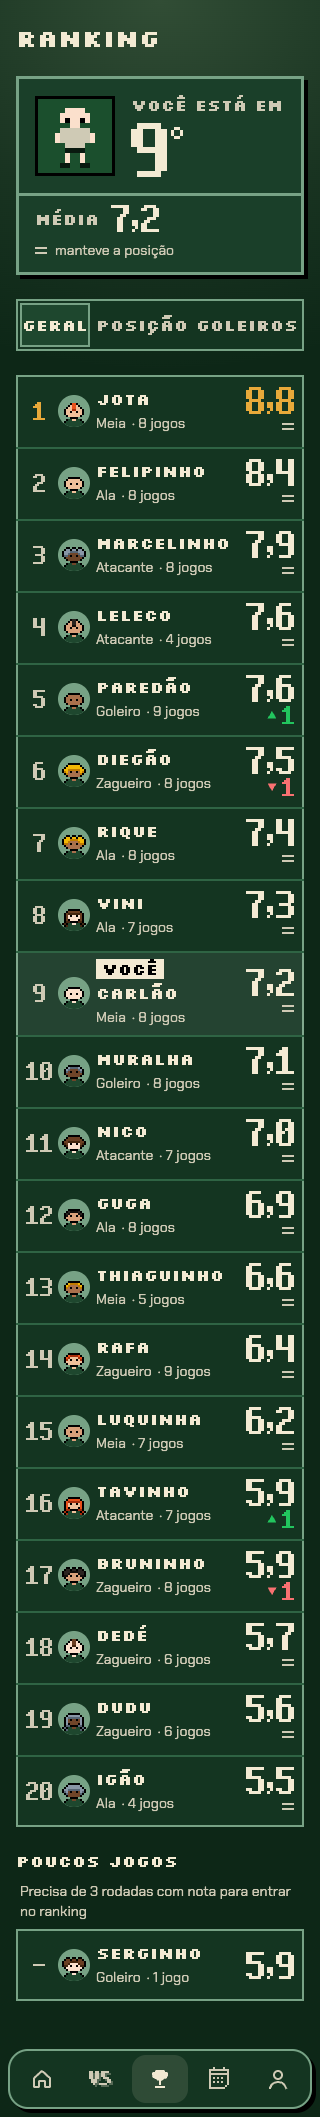 RANKING
VOCÊ ESTÁ EM
9º
MÉDIA 7,2
= manteve a posição
GERAL POSIÇÃO GOLEIROS
1 JOTA 8,8
Meia · 8 jogos =
2 FELIPINHO 8,4
Ala · 8 jogos =
3 MARCELINHO 7,9
Atacante · 8 jogos =
4 LELECO 7,6
Atacante · 4 jogos =
5 PAREDÃO 7,6
Goleiro · 9 jogos ▲1
6 DIEGÃO 7,5
Zagueiro · 8 jogos ▼1
7 RIQUE 7,4
Ala · 8 jogos =
8 VINI 7,3
Ala · 7 jogos =
VOCÊ
9 CARLÃO 7,2
Meia · 8 jogos =
10 MURALHA 7,1
Goleiro · 8 jogos =
11 NICO 7,0
Atacante · 7 jogos =
12 GUGA 6,9
Ala · 8 jogos =
13 THIAGUINHO 6,6
Meia · 5 jogos =
14 RAFA 6,4
Zagueiro · 9 jogos =
15 LUQUINHA 6,2
Meia · 7 jogos =
16 TAVINHO 5,9
Atacante · 7 jogos ▲1
17 BRUNINHO 5,9
Zagueiro · 8 jogos ▼1
18 DEDÉ 5,7
Zagueiro · 6 jogos =
19 DUDU 5,6
Zagueiro · 6 jogos =
20 IGÃO 5,5
Ala · 4 jogos =
POUCOS JOGOS
Precisa de 3 rodadas com nota para entrar
no ranking
– SERGINHO 5,9
Goleiro · 1 jogo
VS